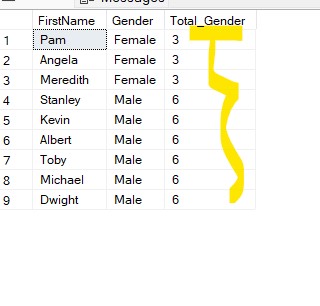 Messages
FirstName Gender Total_Gender
1 Pam Female 3
2 Angela Female 3
3 Meredith Female 3
4 Stanley Male 6
5 Kevin Male 6
6 Albert Male 6
7 Toby Male 6
8 Michael Male 6
9 Dwight Male 6